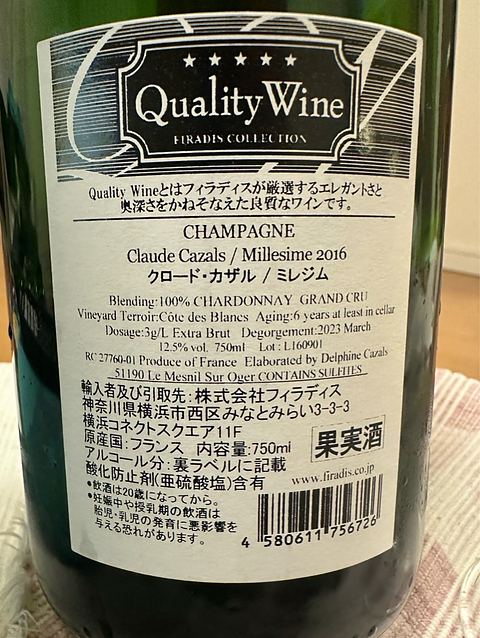 ★★★★★
Quality Wine
FIRADIS COLLECTION
Quality Wineとはフィラディスが厳選するエレガントさと
奥深さをかねそなえた良質なワインです。
CHAMPAGNE
Claude Cazals / Millesime 2016
クロード・カザル / ミレジム
Blending:100% CHARDONNAY GRAND CRU
Vineyard Terroir:Côte des Blancs Aging:6 years at least in cellar
Dosage:3g/L Extra Brut Degorgement:2023 March
12.5% vol. 750ml Lot : L160901
RC 27760-01 Produce of France Elaborated by Delphine Cazals
51190 Le Mesnil Sur Oger CONTAINS SULFITES
輸入者及び引取先:株式会社フィラディス
神奈川県横浜市西区みなとみらい3-3-3
横浜コネクトスクエア11F
原産国:フランス 内容量:750ml
アルコール分:裏ラベルに記載
酸化防止剤(亜硫酸塩)含有
果実酒
www.firadis.co.jp
●飲酒は20歳になってから。
●妊娠中や授乳期の飲酒は
胎児・乳児の発育に悪影響を
与える恐れがあります。
4 580611 756726